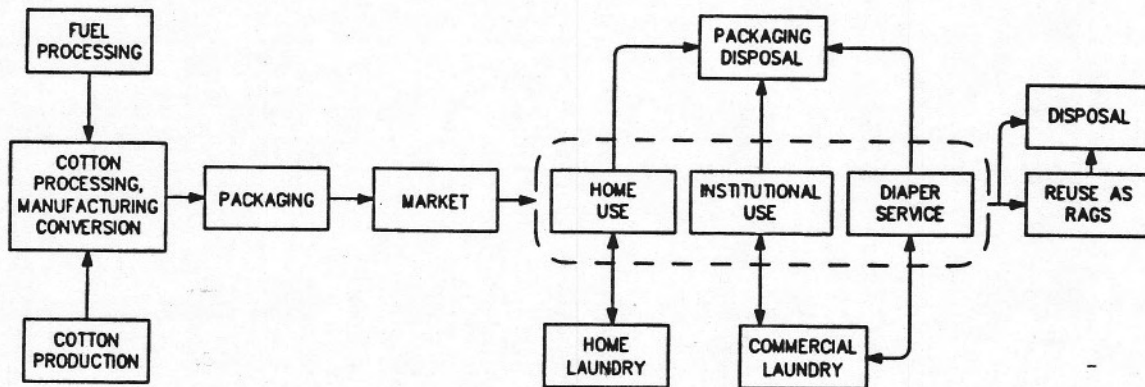 FUEL
PROCESSING
PACKAGING
DISPOSAL
DISPOSAL
COTTON
PROCESSING,
MANUFACTURING
CONVERSION
PACKAGING
MARKET
HOME
USE
INSTITUTIONAL
USE
DIAPER
SERVICE
REUSE AS
RAGS
COTTON
PRODUCTION
HOME
LAUNDRY
COMMERCIAL
LAUNDRY